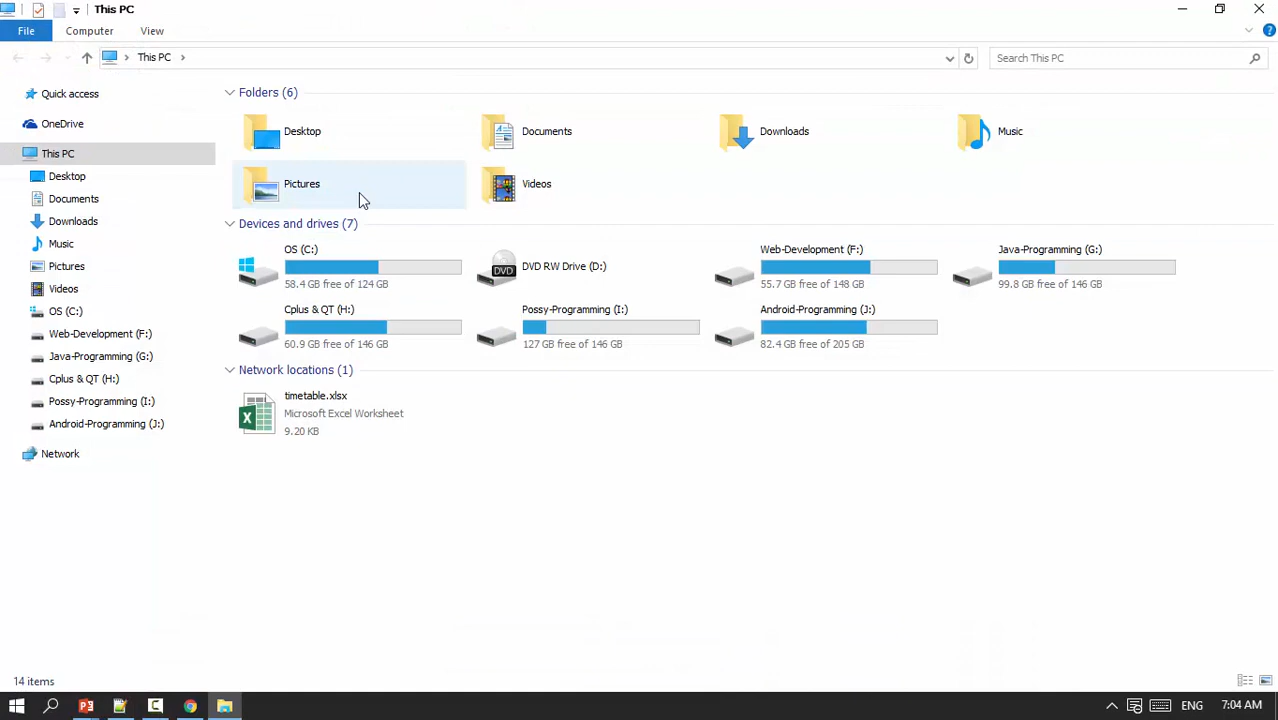 This PC
File Computer View
This PC
Search This PC
Quick access
OneDrive
This PC
Desktop
Documents
Downloads
Music
Pictures
Videos
OS (C:)
Web-Development (F:)
Java-Programming (G:)
Cplus & QT (H:)
Possy-Programming (I:)
Android-Programming (J:)
Network
Folders (6)
Desktop
Documents
Downloads
Music
Pictures
Videos
Devices and drives (7)
OS (C:)
58.4 GB free of 124 GB
DVD
DVD RW Drive (D:)
Web-Development (F:)
55.7 GB free of 148 GB
Java-Programming (G:)
99.8 GB free of 146 GB
Cplus & QT (H:)
60.9 GB free of 146 GB
Possy-Programming (I:)
127 GB free of 146 GB
Android-Programming (J:)
82.4 GB free of 205 GB
Network locations (1)
timetable.xlsx
Microsoft Excel Worksheet
9.20 KB
14 items
ENG
7:04 AM